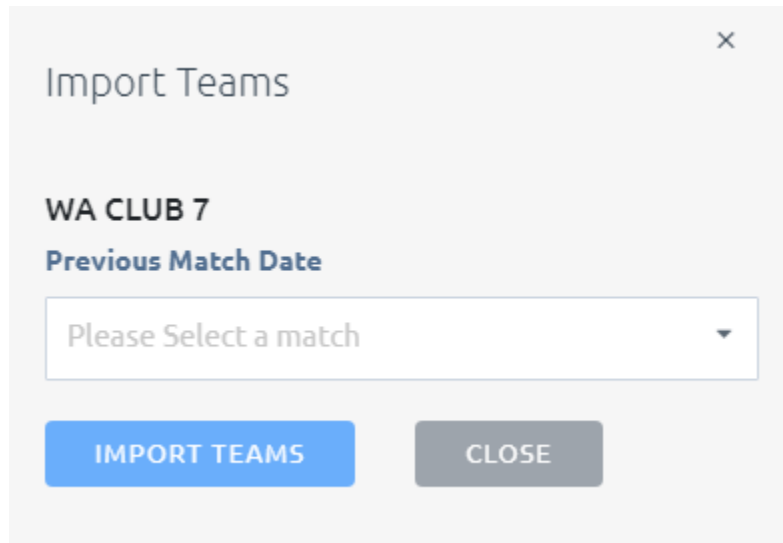 ×
Import Teams
WA CLUB 7
Previous Match Date
Please Select a match
IMPORT TEAMS
CLOSE